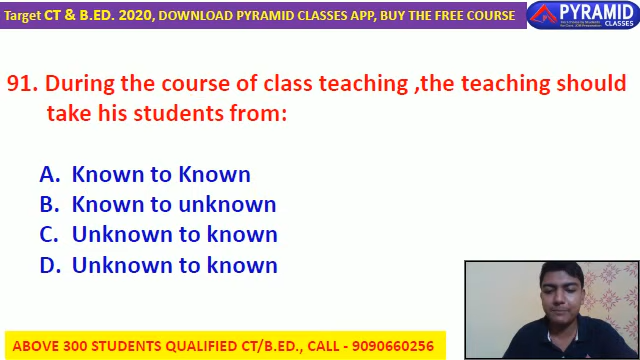 Target CT & B.ED. 2020, DOWNLOAD PYRAMID CLASSES APP, BUY THE FREE COURSE
PYRAMID
CLASSES
91. During the course of class teaching ,the teaching should
take his students from:
A. Known to Known
B. Known to unknown
C. Unknown to known
D. Unknown to known
ABOVE 300 STUDENTS QUALIFIED CT/B.ED., CALL - 9090660256